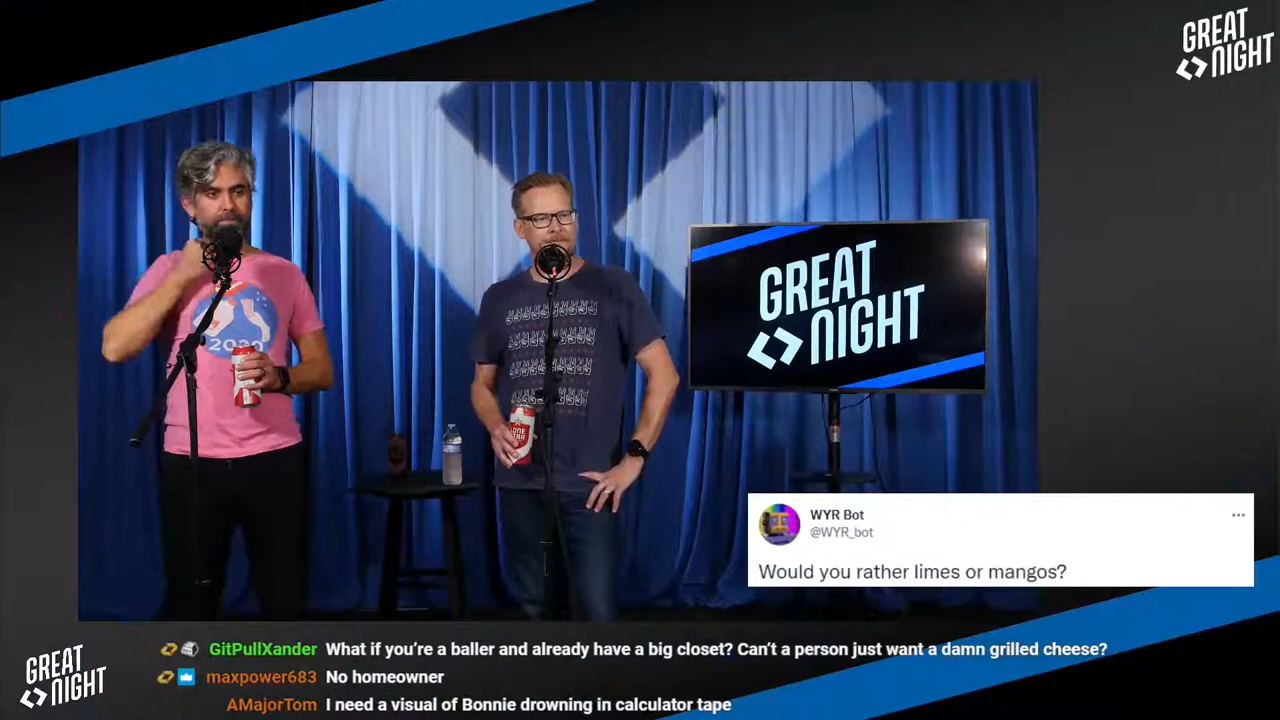 GREAT
NIGHT
GREAT
NIGHT
2020
LONE
STAR
WYR Bot
@WYR_bot
Would you rather limes or mangos?
GREAT
NIGHT
GitPullXander What if you're a baller and already have a big closet? Can't a person just want a damn grilled cheese?
maxpower683 No homeowner
AMajorTom I need a visual of Bonnie drowning in calculator tape